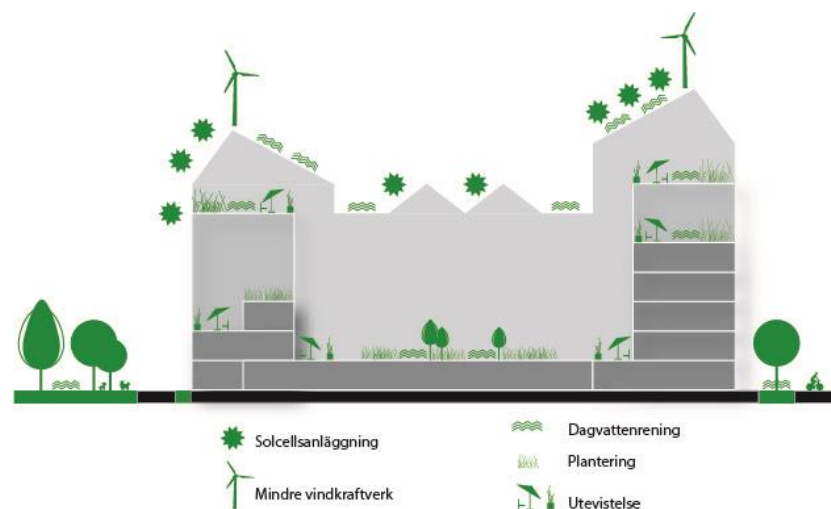 Solcellsanläggning
Mindre vindkraftverk
Dagvattenrening
Plantering
Utevistelse